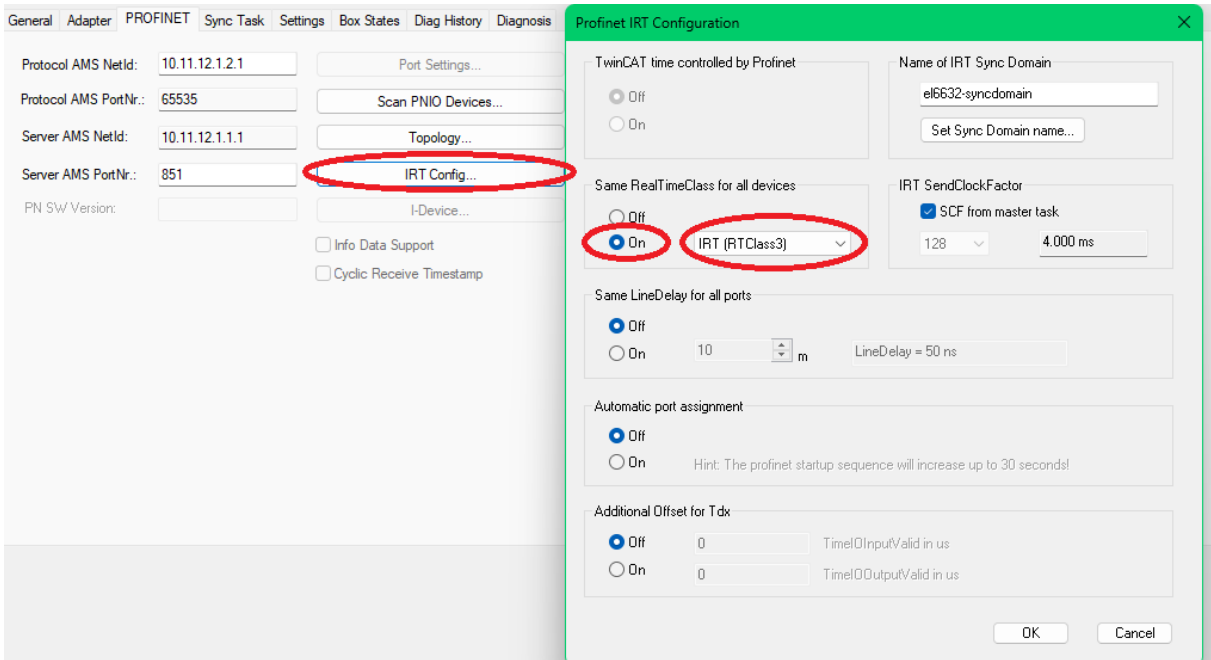 General Adapter PROFINET Sync Task Settings Box States Diag History Diagnosis
Protocol AMS NetId: 10.11.12.1.2.1 Port Settings...
Protocol AMS PortNr.: 65535 Scan PNIO Devices...
Server AMS NetId: 10.11.12.1.1.1 Topology...
Server AMS PortNr.: 851 IRT Config...
PN SW Version: I-Device...
Info Data Support
Cyclic Receive Timestamp
Profinet IRT Configuration
TwinCAT time controlled by Profinet
Off
On
Name of IRT Sync Domain
el6632-syncdomain
Set Sync Domain name...
Same RealTimeClass for all devices
Off
On IRT (RTClass3)
IRT SendClockFactor
SCF from master task
128 4.000 ms
Same LineDelay for all ports
Off
On 10 m LineDelay = 50 ns
Automatic port assignment
Off
On Hint: The profinet startup sequence will increase up to 30 seconds!
Additional Offset for Tdx
Off 0 TimeIOInputValid in us
On 0 TimeIOOutputValid in us
OK Cancel